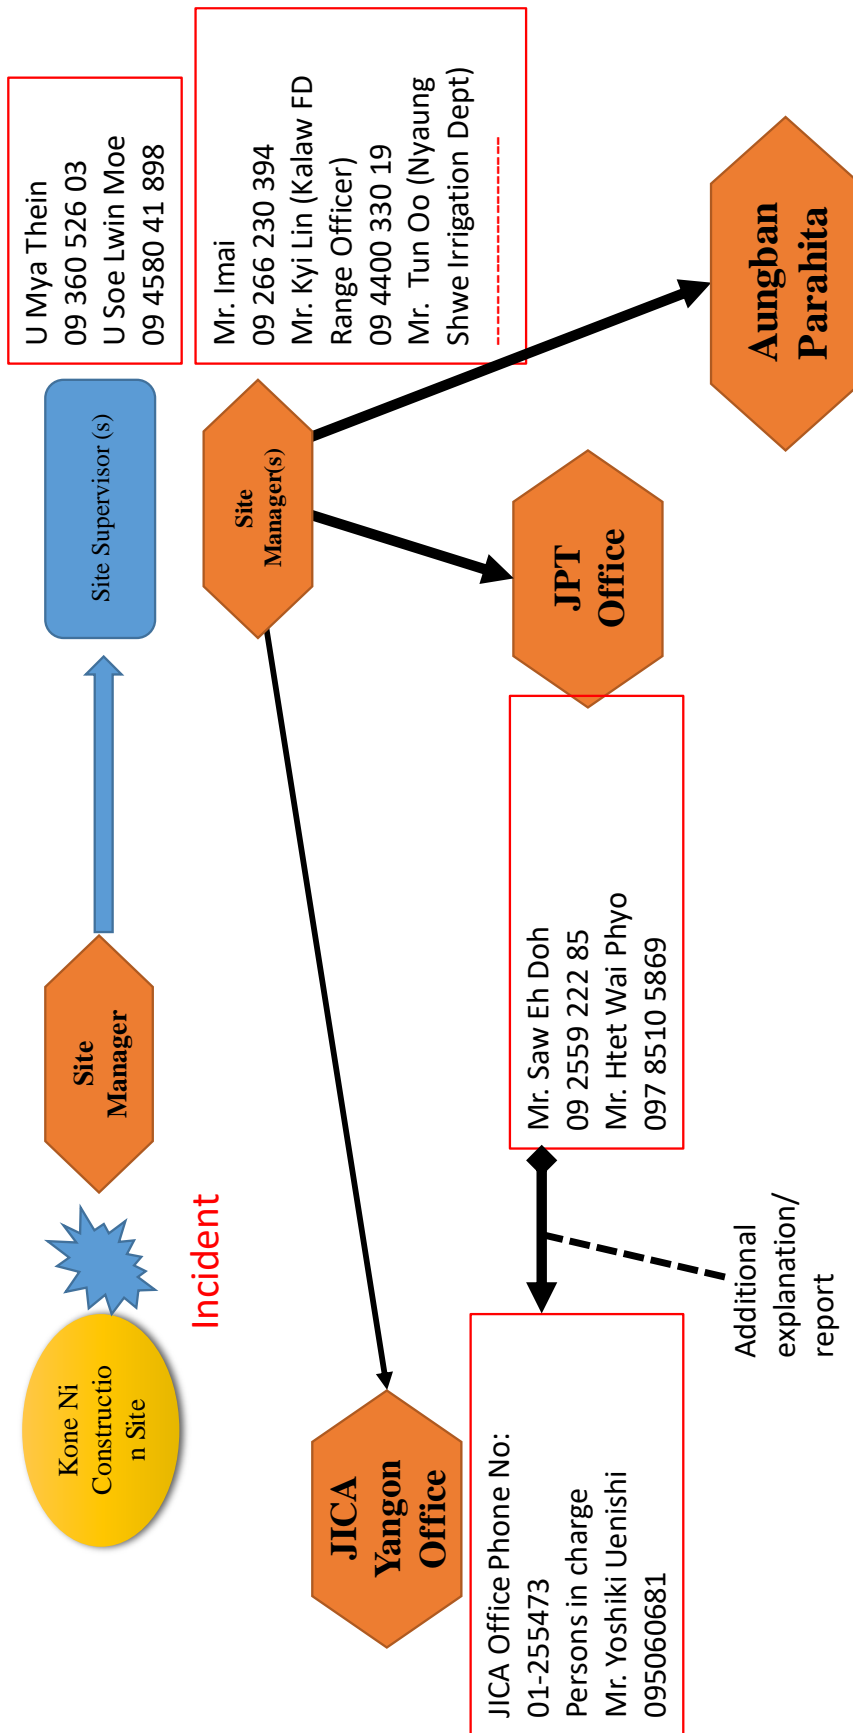 Kone Ni
Constructio
n Site
Incident
Site
Manager
Site Supervisor (s)
U Mya Thein
09 360 526 03
U Soe Lwin Moe
09 4580 41 898
Site
Manager(s)
Mr. Imai
09 266 230 394
Mr. Kyi Lin (Kalaw FD
Range Officer)
09 4400 330 19
Mr. Tun Oo (Nyaung
Shwe Irrigation Dept)
JICA
Yangon
Office
JPT
Office
Aungban
Parahita
JICA Office Phone No:
01-255473
Persons in charge
Mr. Yoshiki Uenishi
095060681
Mr. Saw Eh Doh
09 2559 222 85
Mr. Htet Wai Phyo
097 8510 5869
Additional
explanation/
report